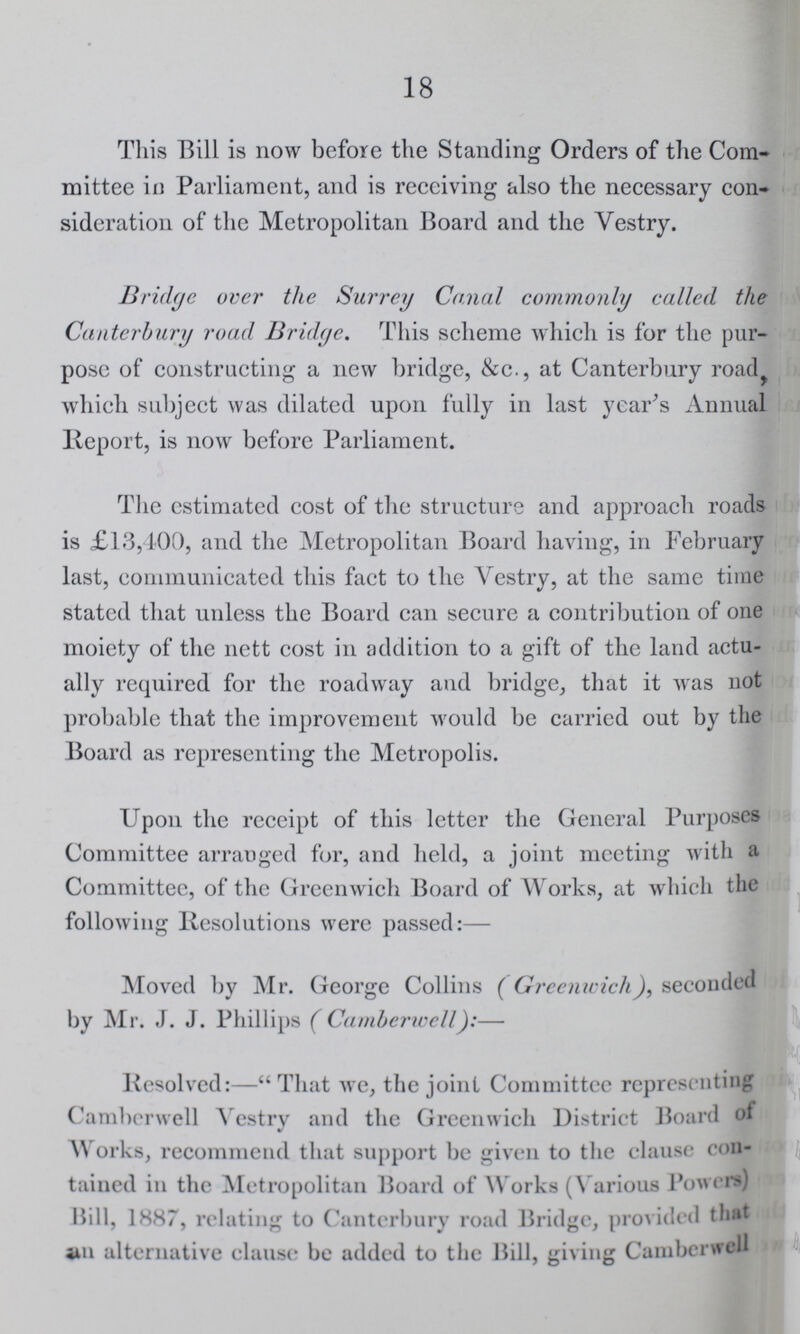 18
This Bill is now before the Standing Orders of the Com-
mittee in Parliament, and is receiving also the necessary con-
sideration of the Metropolitan Board and the Vestry.
Bridge over the Surrey Canal commonly called the
Canterbury road Bridge. This scheme which is for the pur-
pose of constructing a new bridge, &c., at Canterbury road,
which subject was dilated upon fully in last year's Annual
Report, is now before Parliament.
The estimated cost of the structure and approach roads
is £13,400, and the Metropolitan Board having, in February
last, communicated this fact to the Vestry, at the same time
stated that unless the Board can secure a contribution of one
moiety of the nett cost in addition to a gift of the land actu-
ally required for the roadway and bridge, that it was not
probable that the improvement would be carried out by the
Board as representing the Metropolis.
Upon the receipt of this letter the General Purposes
Committee arranged for, and held, a joint meeting with a
Committee, of the Greenwich Board of Works, at which the
following Resolutions were passed:—
Moved by Mr. George Collins (Greenwich), seconded
by Mr. J. J. Phillips (Camberwell):—
Resolved:—"That we, the joint Committee representing
Camberwell Vestry and the Greenwich District Board of
Works, recommend that support be given to the clause con-
tained in the Metropolitan Board of Works (Various Powers)
Bill, 1887, relating to Canterbury road Bridge, provided that
an alternative clause be added to the Bill, giving Camberwell